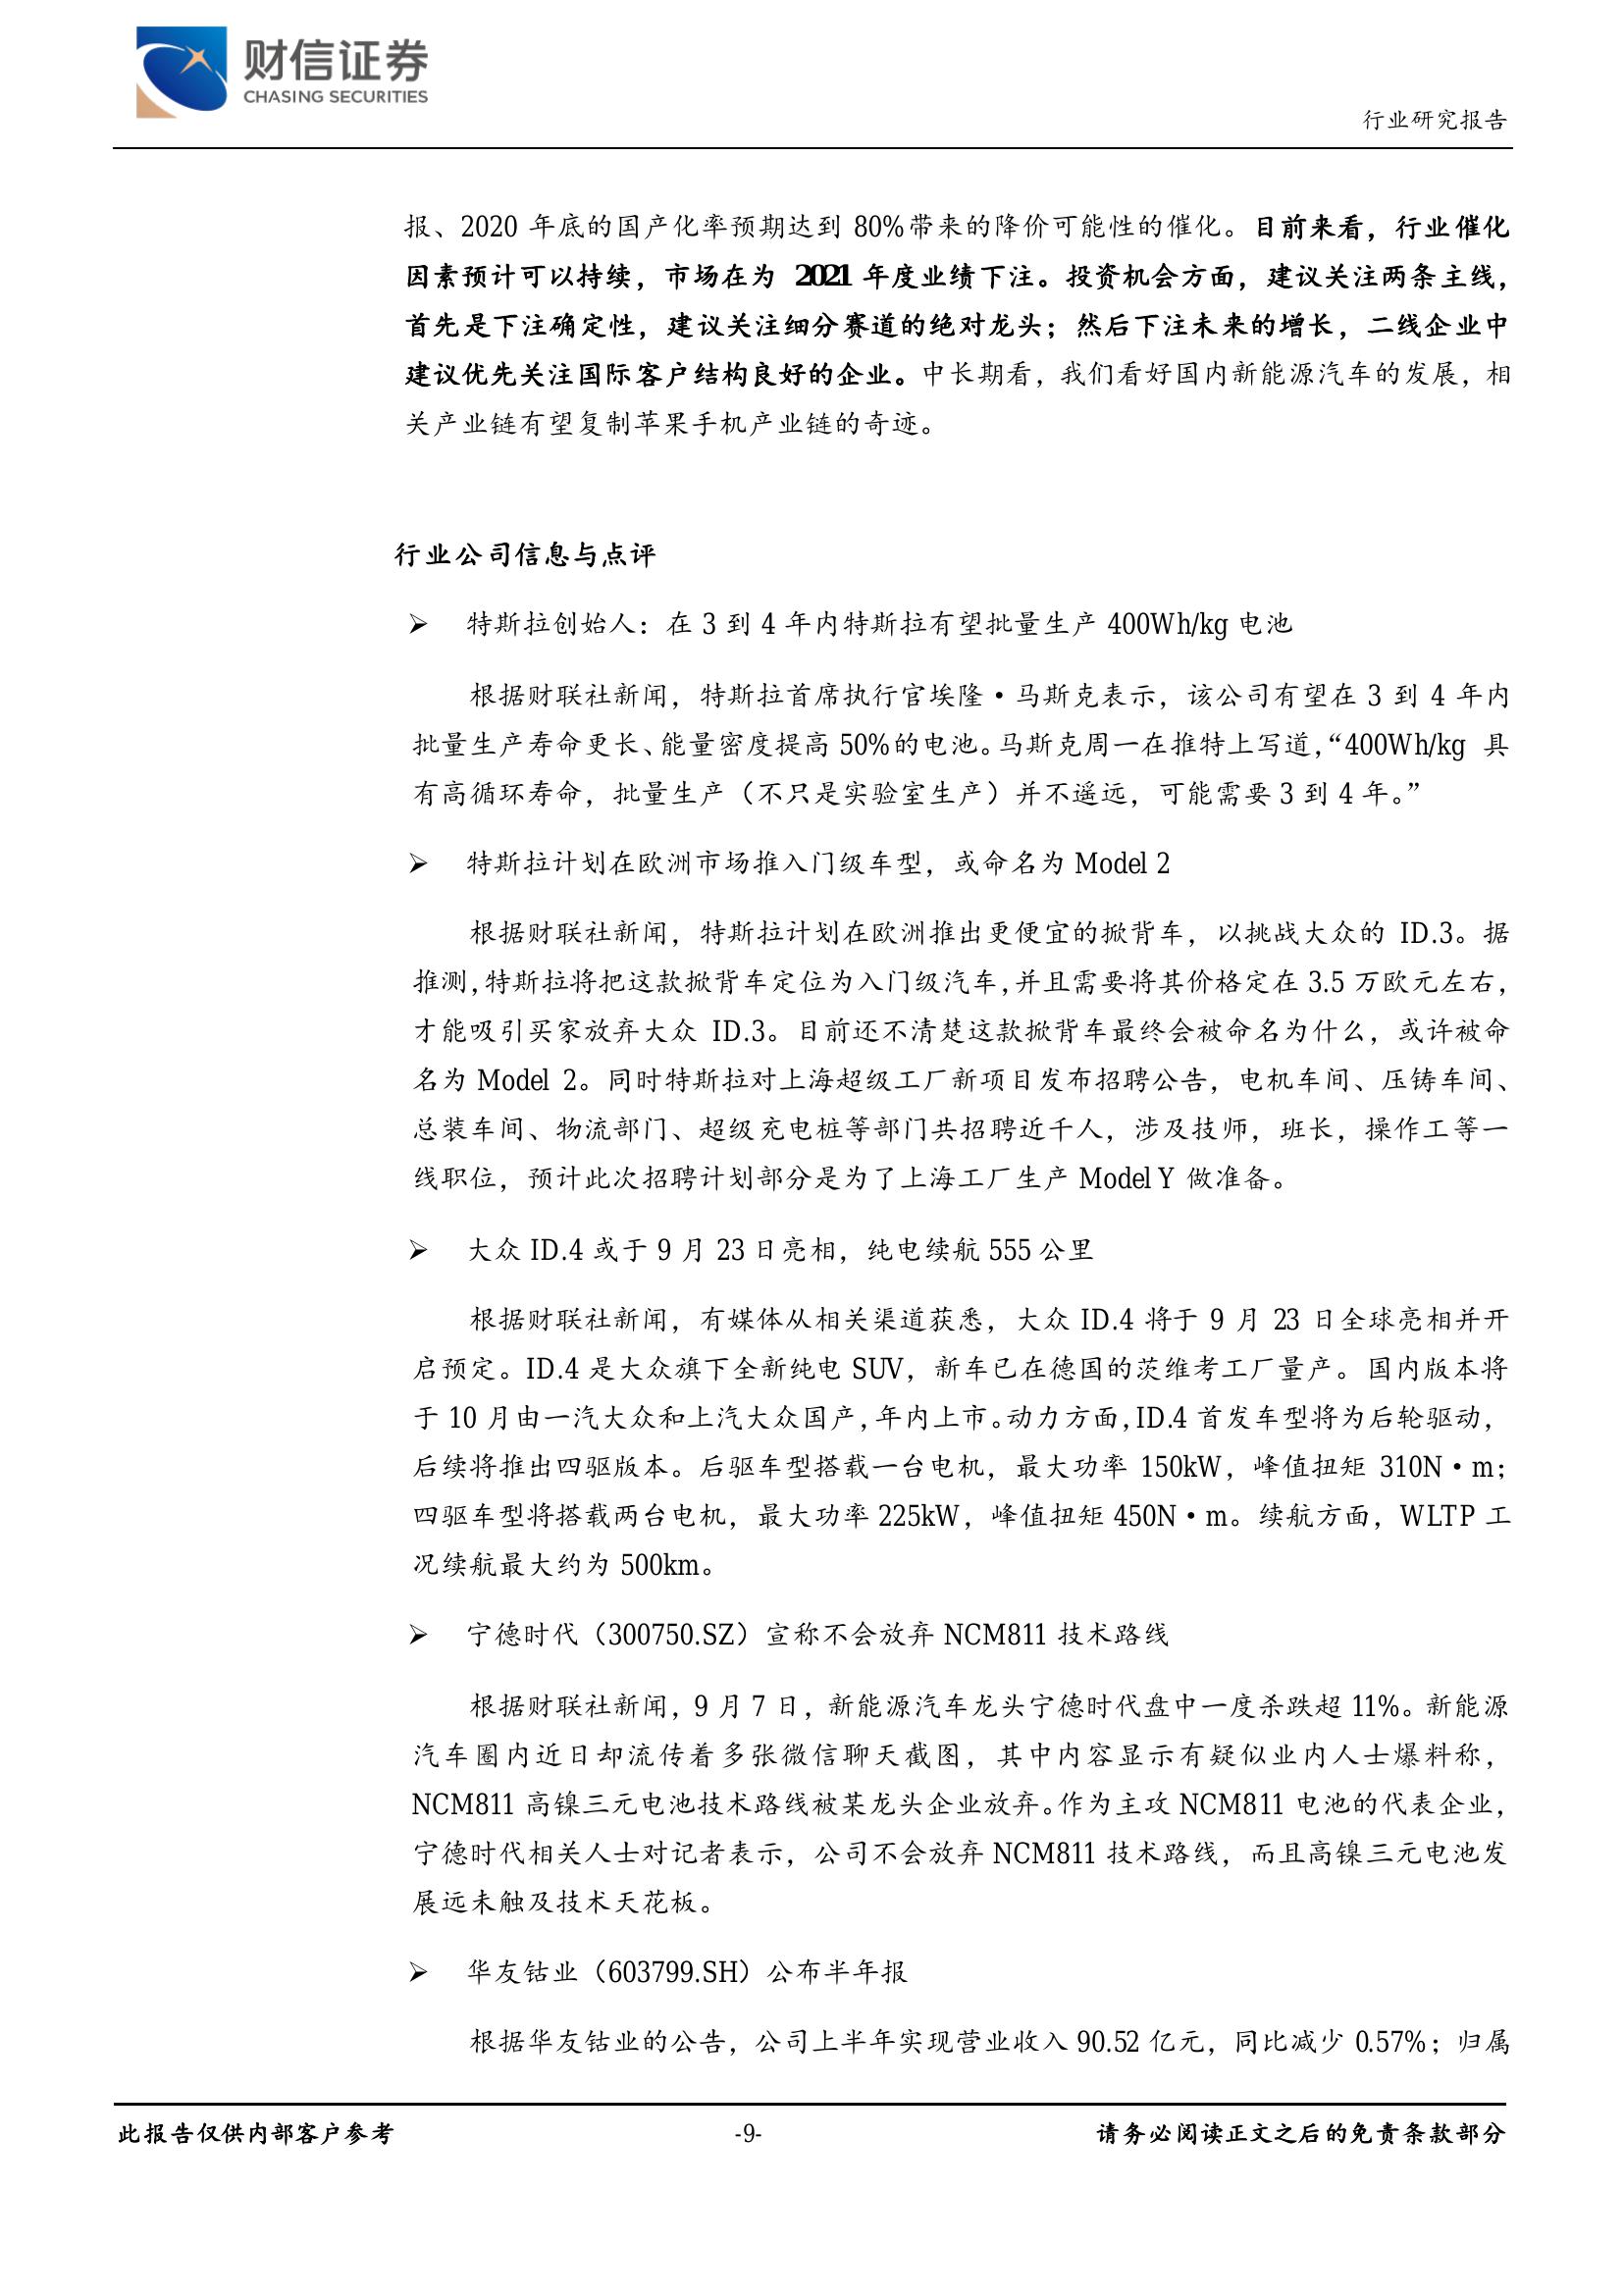 财信证券
CHASING SECURITIES
行业研究报告
报、2020 年底的国产化率预期达到 80%带来的降价可能性的催化。目前来看，行业催化
因素预计可以持续，市场在为 2021 年度业绩下注。投资机会方面，建议关注两条主线，
首先是下注确定性，建议关注细分赛道的绝对龙头；然后下注未来的增长，二线企业中
建议优先关注国际客户结构良好的企业。中长期看，我们看好国内新能源汽车的发展，相
关产业链有望复制苹果手机产业链的奇迹。
行业公司信息与点评
➢ 特斯拉创始人：在 3 到 4 年内特斯拉有望批量生产 400Wh/kg 电池
根据财联社新闻，特斯拉首席执行官埃隆·马斯克表示，该公司有望在 3 到 4 年内
批量生产寿命更长、能量密度提高 50%的电池。马斯克周一在推特上写道，“400Wh/kg 具
有高循环寿命，批量生产（不只是实验室生产）并不遥远，可能需要 3 到 4 年。”
➢ 特斯拉计划在欧洲市场推入门级车型，或命名为 Model 2
根据财联社新闻，特斯拉计划在欧洲推出更便宜的掀背车，以挑战大众的 ID.3。据
推测，特斯拉将把这款掀背车定位为入门级汽车，并且需要将其价格定在 3.5 万欧元左右，
才能吸引买家放弃大众 ID.3。目前还不清楚这款掀背车最终会被命名为什么，或许被命
名为 Model 2。同时特斯拉对上海超级工厂新项目发布招聘公告，电机车间、压铸车间、
总装车间、物流部门、超级充电桩等部门共招聘近千人，涉及技师，班长，操作工等一
线职位，预计此次招聘计划部分是为了上海工厂生产 Model Y 做准备。
➢ 大众 ID.4 或于 9 月 23 日亮相，纯电续航 555 公里
根据财联社新闻，有媒体从相关渠道获悉，大众 ID.4 将于 9 月 23 日全球亮相并开
启预定。ID.4 是大众旗下全新纯电 SUV，新车已在德国的茨维考工厂量产。国内版本将
于 10 月由一汽大众和上汽大众国产，年内上市。动力方面，ID.4 首发车型将为后轮驱动，
后续将推出四驱版本。后驱车型搭载一台电机，最大功率 150kW，峰值扭矩 310N·m；
四驱车型将搭载两台电机，最大功率 225kW，峰值扭矩 450N·m。续航方面，WLTP 工
况续航最大约为 500km。
➢ 宁德时代（300750.SZ）宣称不会放弃 NCM811 技术路线
根据财联社新闻，9 月 7 日，新能源汽车龙头宁德时代盘中一度杀跌超 11%。新能源
汽车圈内近日却流传着多张微信聊天截图，其中内容显示有疑似业内人士爆料称，
NCM811 高镍三元电池技术路线被某龙头企业放弃。作为主攻 NCM811 电池的代表企业，
宁德时代相关人士对记者表示，公司不会放弃 NCM811 技术路线，而且高镍三元电池发
展远未触及技术天花板。
➢ 华友钴业（603799.SH）公布半年报
根据华友钴业的公告，公司上半年实现营业收入 90.52 亿元，同比减少 0.57%；归属
此报告仅供内部客户参考
-9-
请务必阅读正文之后的免责条款部分